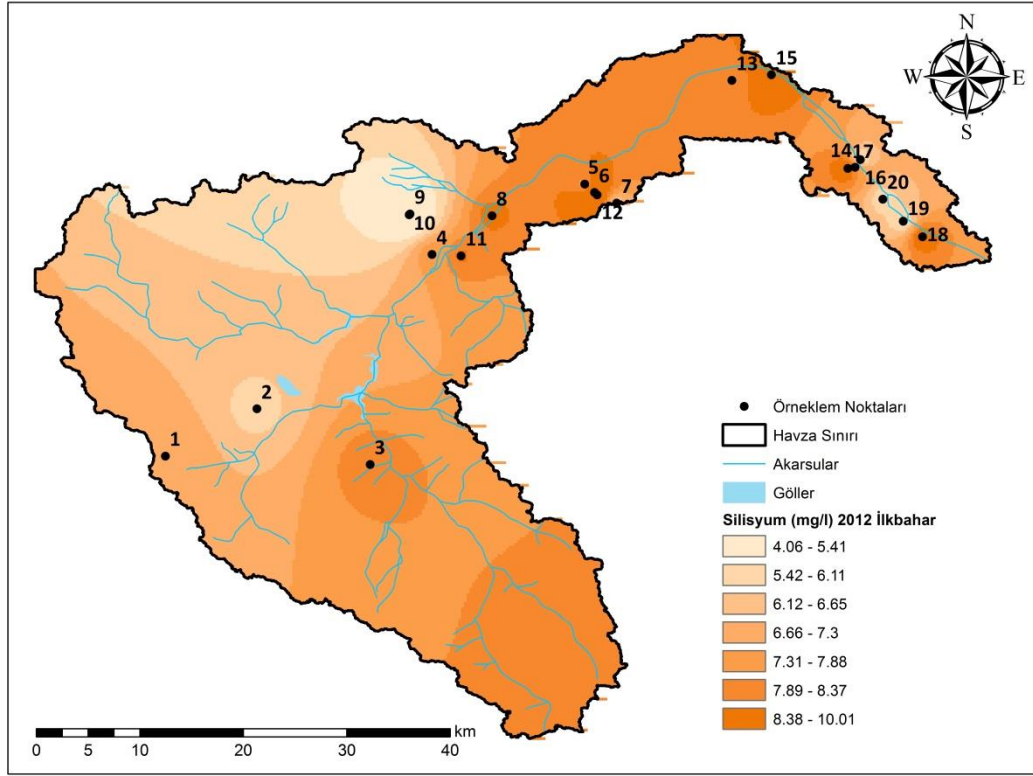 N
W E
S
13 15
14 17
16 20
19
18
5 6
7
12
9
10
8
4 11
2
1
3
Örneklem Noktaları
Havza Sınırı
Akarsular
Göller
Silisyum (mg/l) 2012 İlkbahar
4.06 - 5.41
5.42 - 6.11
6.12 - 6.65
6.66 - 7.3
7.31 - 7.88
7.89 - 8.37
8.38 - 10.01
km
0 5 10 20 30 40